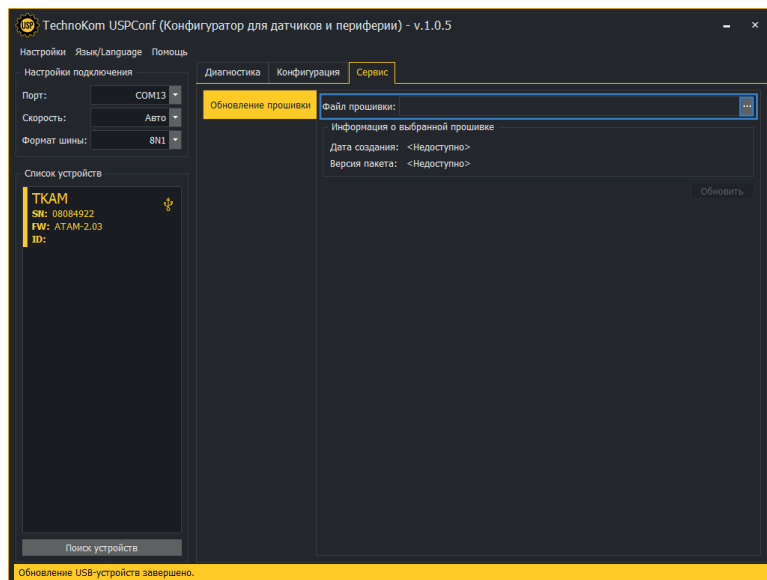 USP TechnoKom USPConf (Конфигуратор для датчиков и периферии) - v.1.0.5
Настройки Язык/Language Помощь
Настройки подключения
Порт: COM13
Скорость: Авто
Формат шины: 8N1
Список устройств
TKAM
SN: 08084922
FW: ATAM-2.03
ID:
Поиск устройств
Диагностика Конфигурация Сервис
Обновление прошивки
Файл прошивки: ...
Информация о выбранной прошивке
Дата создания: <Недоступно>
Версия пакета: <Недоступно>
Обновить
Обновление USB-устройств завершено.